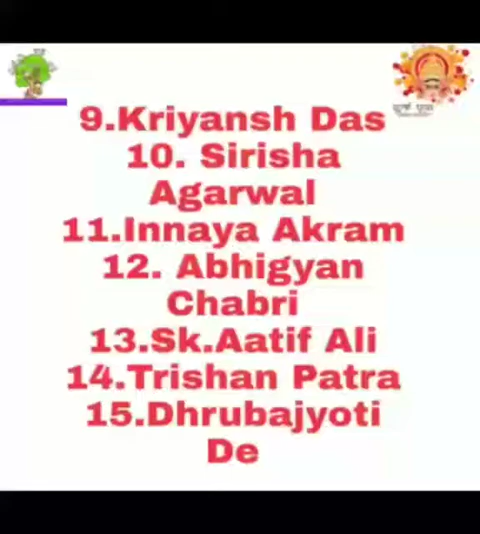 9.Kriyansh Das
10. Sirisha
Agarwal
11.Innaya Akram
12. Abhigyan
Chabri
13.Sk.Aatif Ali
14.Trishan Patra
15.Dhrubajyoti
De